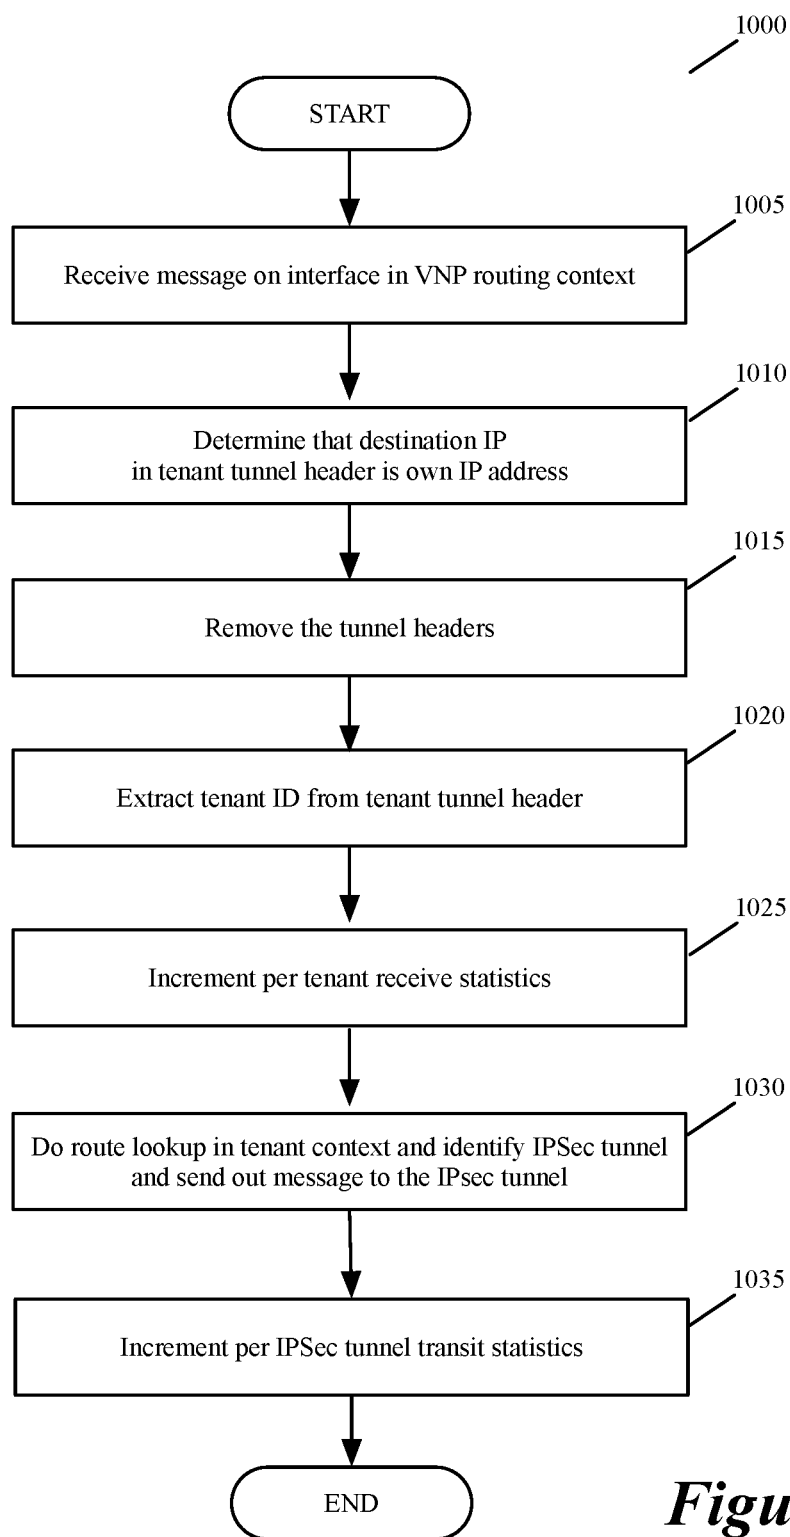 1000
START
1005
Receive message on interface in VNP routing context
1010
Determine that destination IP
in tenant tunnel header is own IP address
1015
Remove the tunnel headers
1020
Extract tenant ID from tenant tunnel header
1025
Increment per tenant receive statistics
1030
Do route lookup in tenant context and identify IPSec tunnel
and send out message to the IPsec tunnel
1035
Increment per IPSec tunnel transit statistics
END
Figu